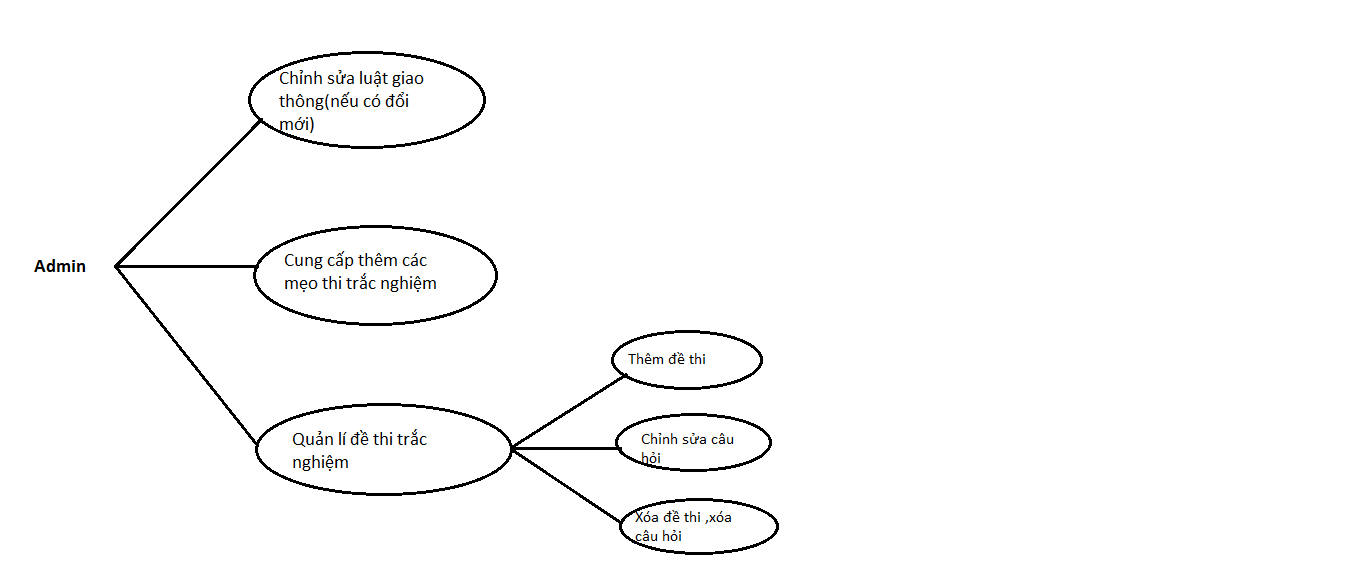 Chỉnh sửa luật giao
thông(nếu có đổi
mới)
Admin
Cung cấp thêm các
mẹo thi trắc nghiệm
Quản lí đề thi trắc
nghiệm
Thêm đề thi
Chỉnh sửa câu
hỏi
Xóa đề thi ,xóa
câu hỏi